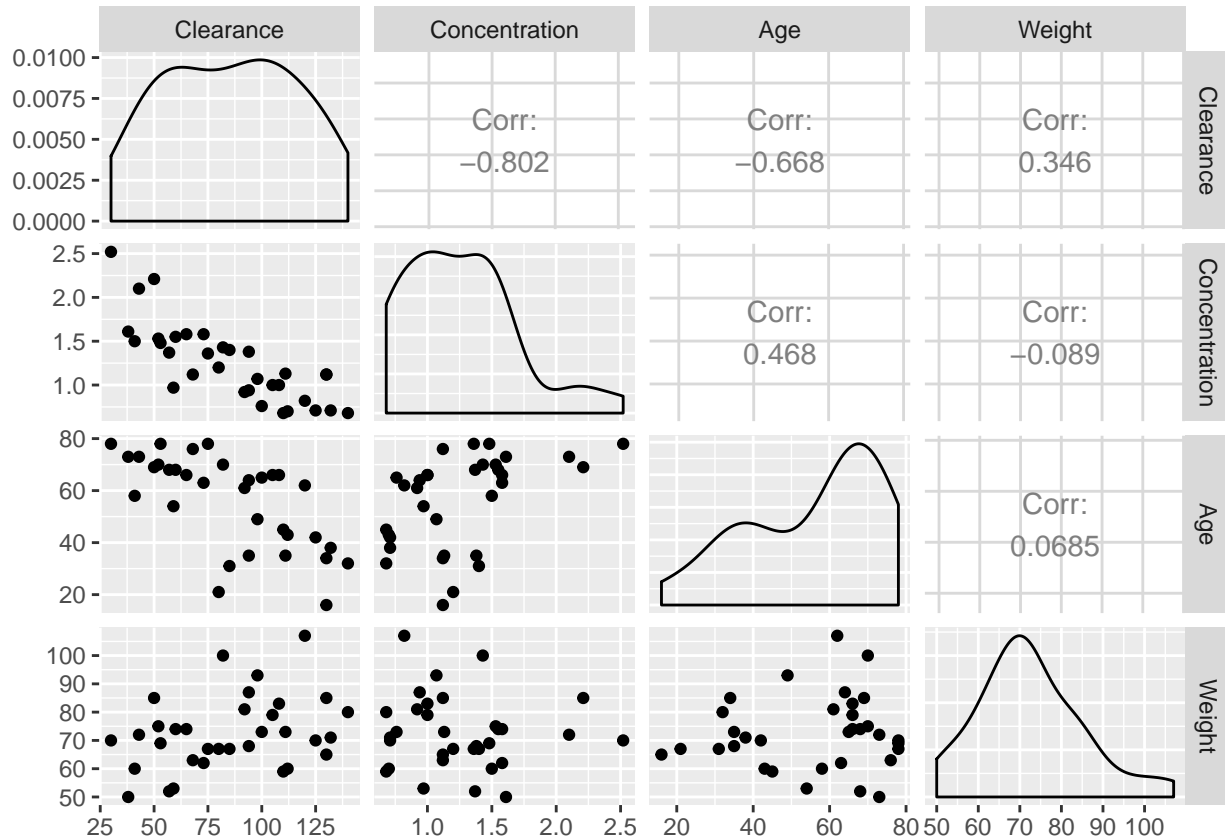 Clearance Concentration Age Weight
0.0100
0.0075
0.0050
0.0025
0.0000
Corr:
−0.802
Corr:
−0.668
Corr:
0.346
Clearance
2.5
2.0
1.5
1.0
Corr:
0.468
Corr:
−0.089
Concentration
80
60
40
20
Corr:
0.0685
Age
100
90
80
70
60
50
Weight
25 50 75 100 125 1.0 1.5 2.0 2.5 20 40 60 80 50 60 70 80 90 100